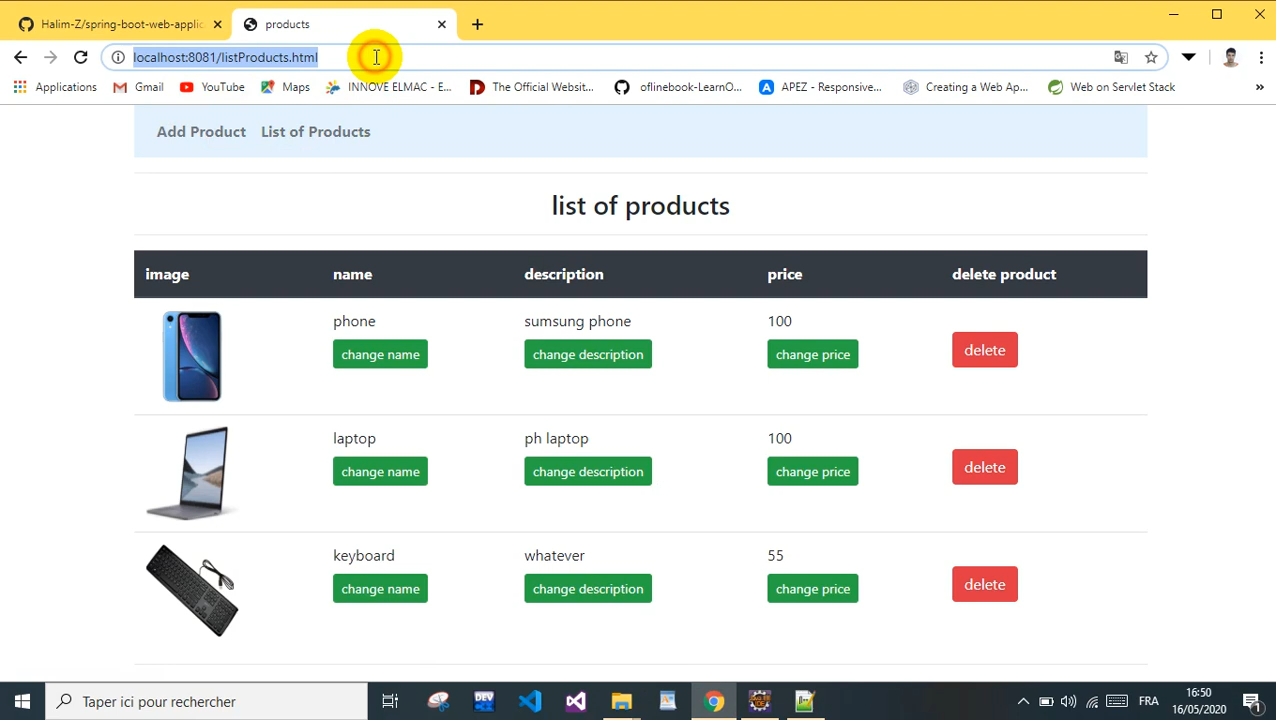 Halim-Z/spring-boot-web-applic
products
localhost:8081/listProducts.html
Applications
Gmail
YouTube
Maps
INNOVE ELMAC - E...
The Official Websit...
oflinebook-LearnO...
APEZ - Responsive...
Creating a Web Ap...
Web on Servlet Stack
»
Add Product List of Products
list of products
image name description price delete product
phone sumsung phone 100
change name change description change price delete
laptop ph laptop 100
change name change description change price delete
keyboard whatever 55
change name change description change price delete
Taper ici pour rechercher
FRA
16:50
16/05/2020
1